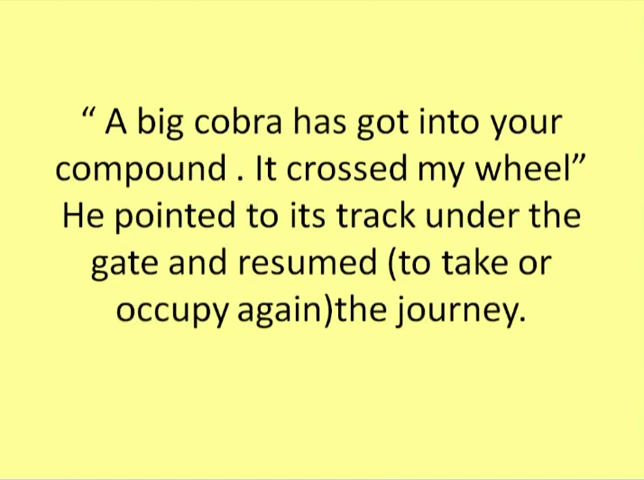 “ A big cobra has got into your
compound . It crossed my wheel”
He pointed to its track under the
gate and resumed (to take or
occupy again)the journey.